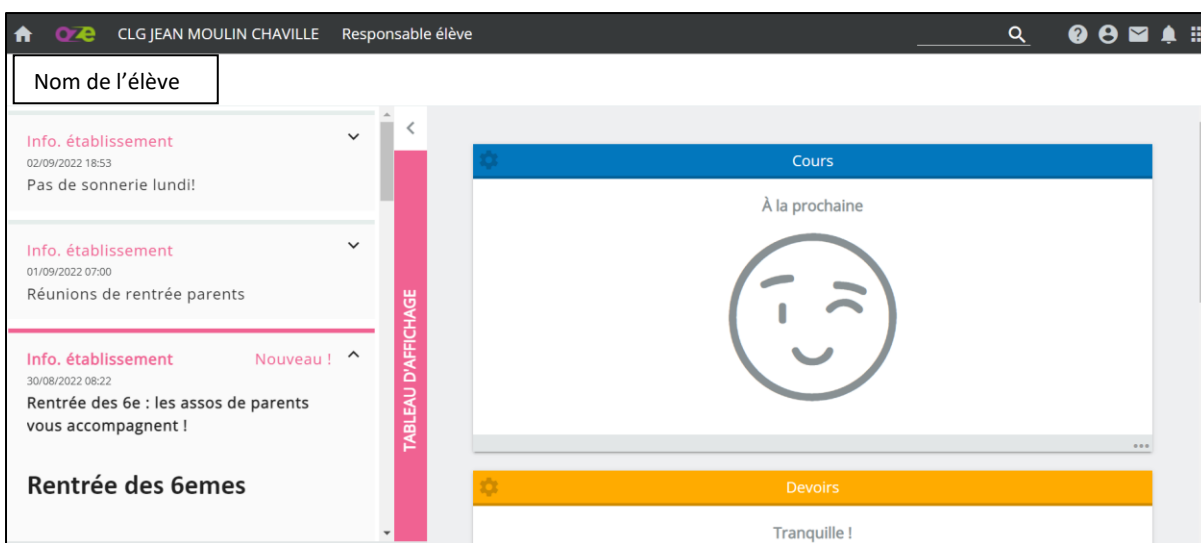 oze CLG JEAN MOULIN CHAVILLE Responsable élève
Nom de l'élève
Info. établissement
02/09/2022 18:53
Pas de sonnerie lundi!
Info. établissement
01/09/2022 07:00
Réunions de rentrée parents
Info. établissement Nouveau !
30/08/2022 08:22
Rentrée des 6e : les assos de parents
vous accompagnent !
Rentrée des 6emes
TABLEAU D'AFFICHAGE
Cours
À la prochaine
Devoirs
Tranquille !